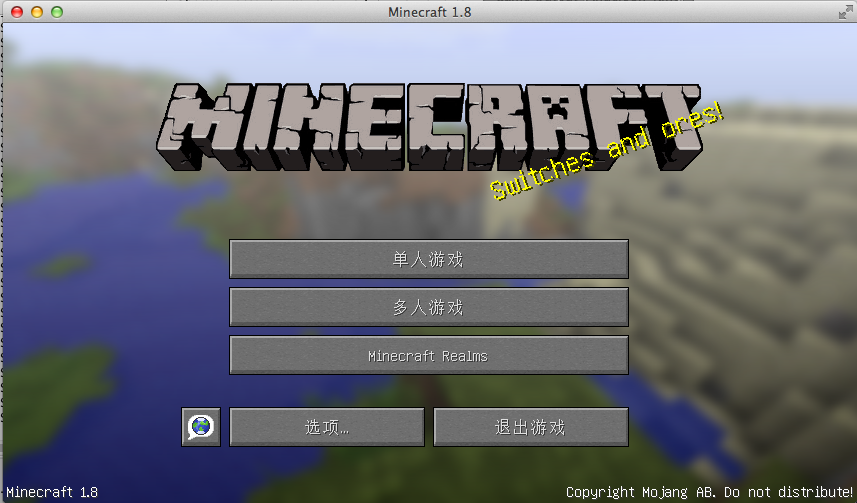 Minecraft 1.8
MINECRAFT
Switches and ores!
单人游戏
多人游戏
Minecraft Realms
选项...
退出游戏
Minecraft 1.8
Copyright Mojang AB. Do not distribute!